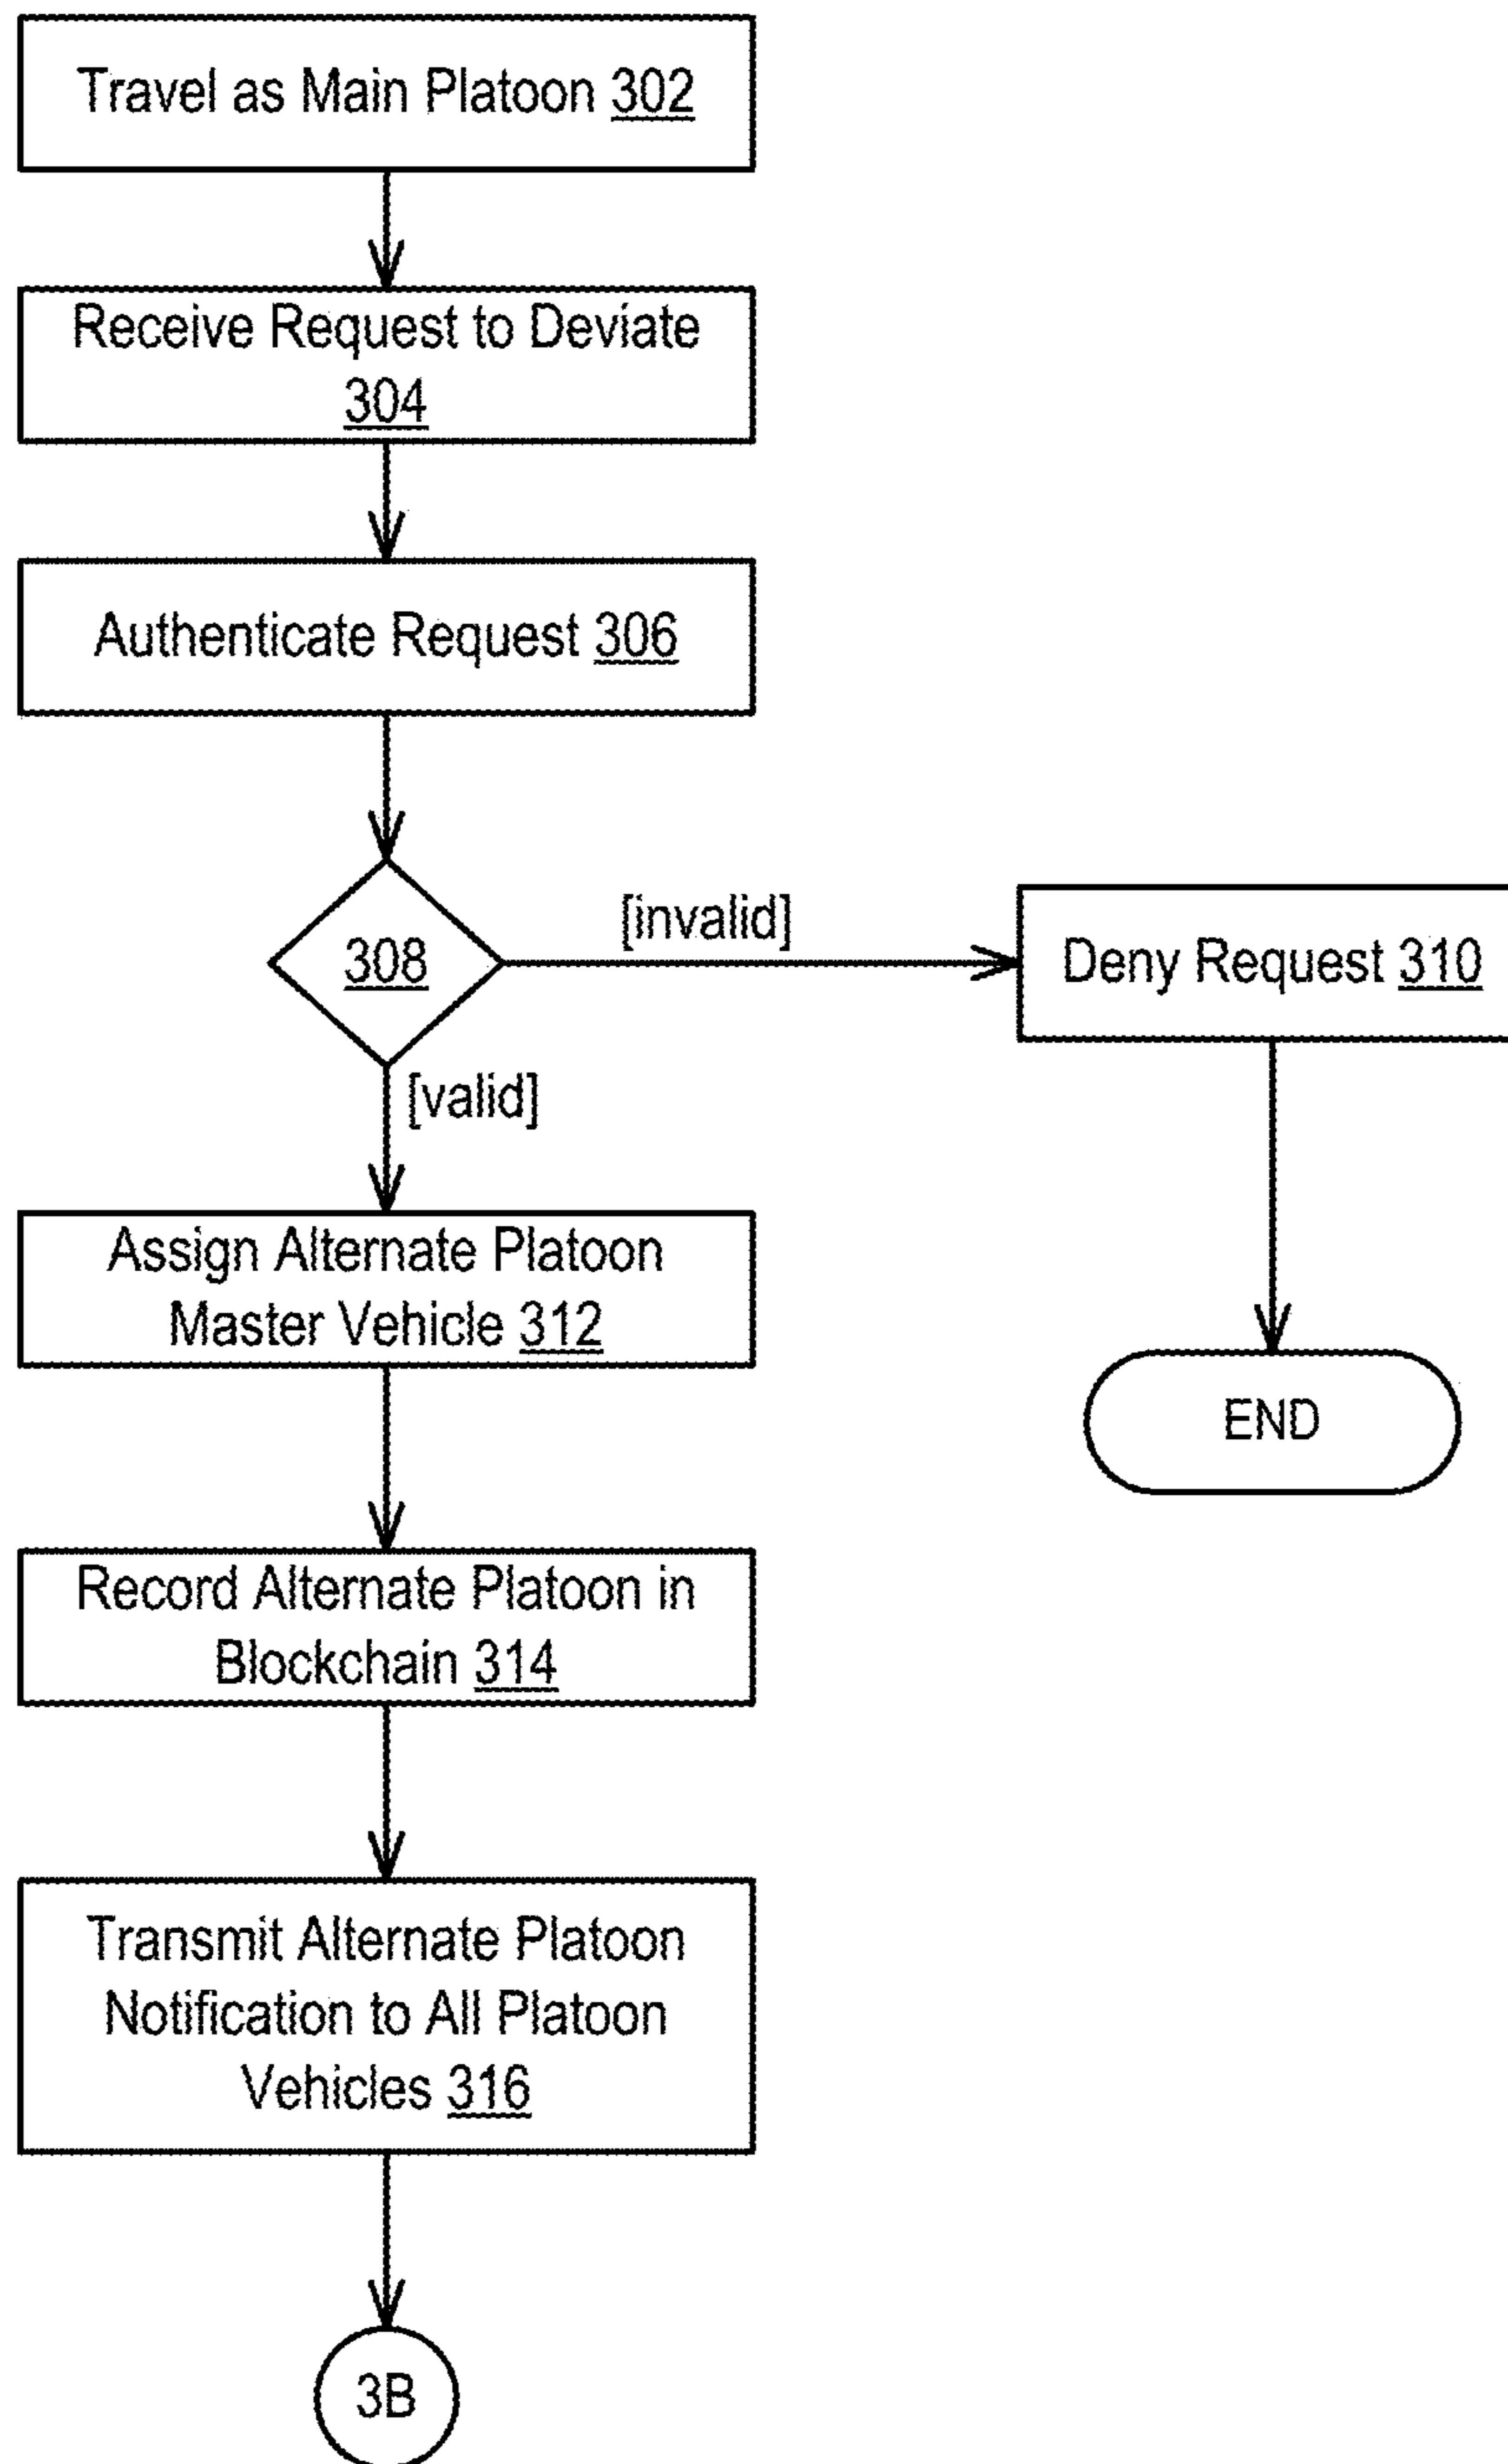 Travel as Main Platoon 302
Receive Request to Deviate
304
Authenticate Request 306
308
[invalid]
Deny Request 310
END
[valid]
Assign Alternate Platoon
Master Vehicle 312
Record Alternate Platoon in
Blockchain 314
Transmit Alternate Platoon
Notification to All Platoon
Vehicles 316
3B